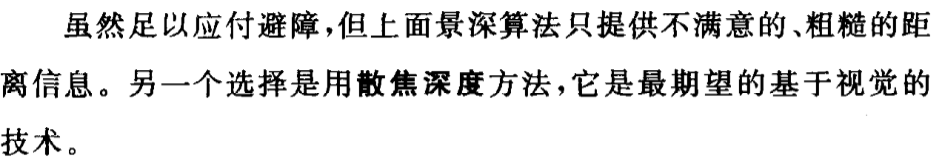 虽然足以应付避障,但上面景深算法只提供不满意的、粗糙的距
离信息。另一个选择是用散焦深度方法,它是最期望的基于视觉的
技术。